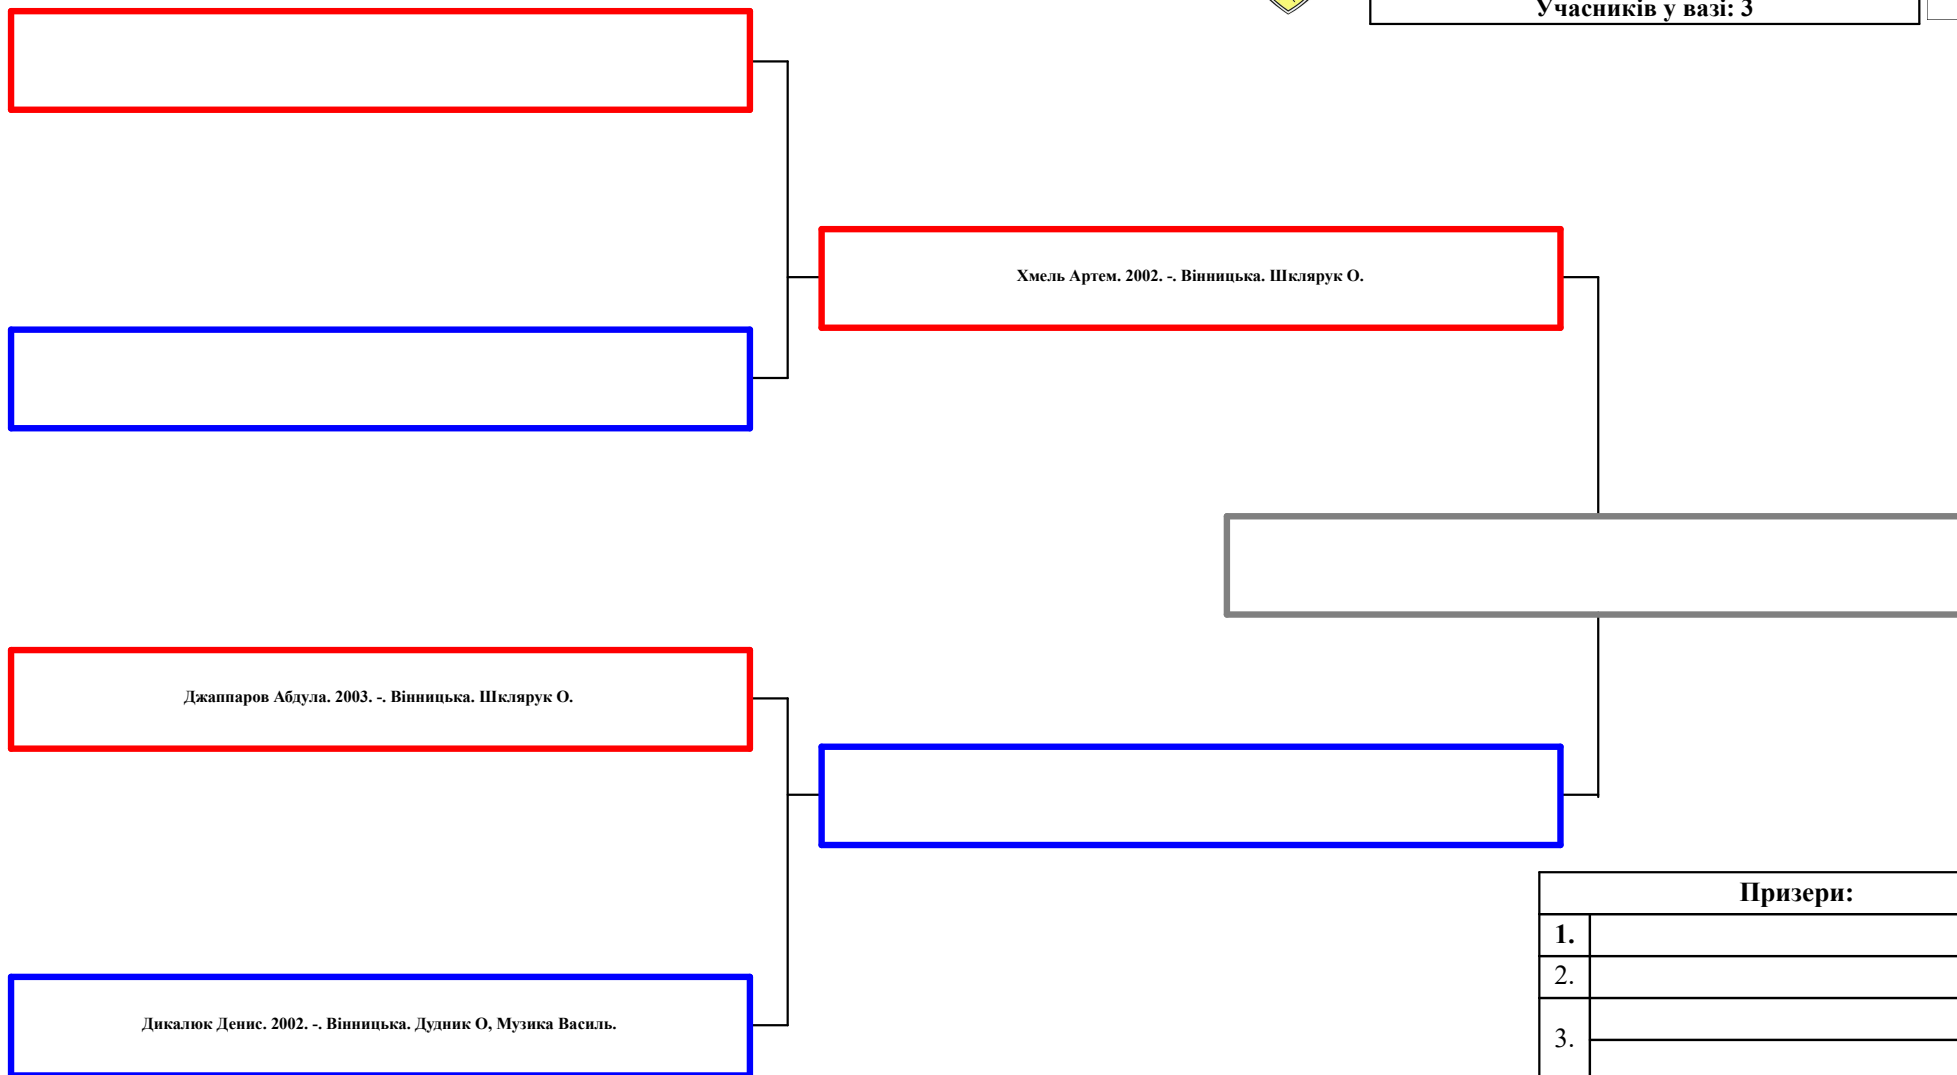 Учасників у вазі: 3
Хмель Артем. 2002. -. Вінницька. Шклярук О.
Джаппаров Абдула. 2003. -. Вінницька. Шклярук О.
Дикалюк Денис. 2002. -. Вінницька. Дудник О, Музика Василь.
Призери:
1.
2.
3.